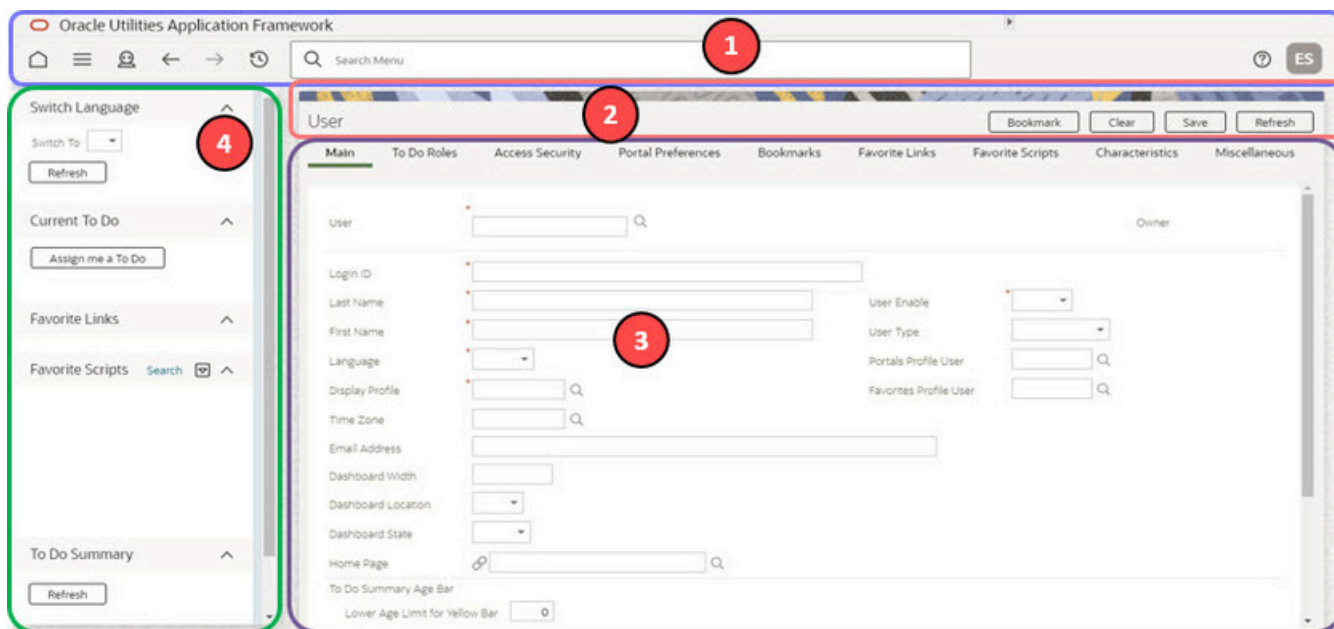 Oracle Utilities Application Framework
Search Menu
1
ES
Switch Language
4
Switch To
Refresh
Current To Do
Assign me a To Do
Favorite Links
Favorite Scripts Search
To Do Summary
Refresh
2
User
Bookmark Clear Save Refresh
Main To Do Roles Access Security Portal Preferences Bookmarks Favorite Links Favorite Scripts Characteristics Miscellaneous
User * Owner
Login ID *
Last Name * User Enable *
First Name * 3 User Type
Language * Portals Profile User
Display Profile * Favorites Profile User
Time Zone
Email Address
Dashboard Width
Dashboard Location
Dashboard State
Home Page
To Do Summary Age Bar
Lower Age Limit for Yellow Bar 0